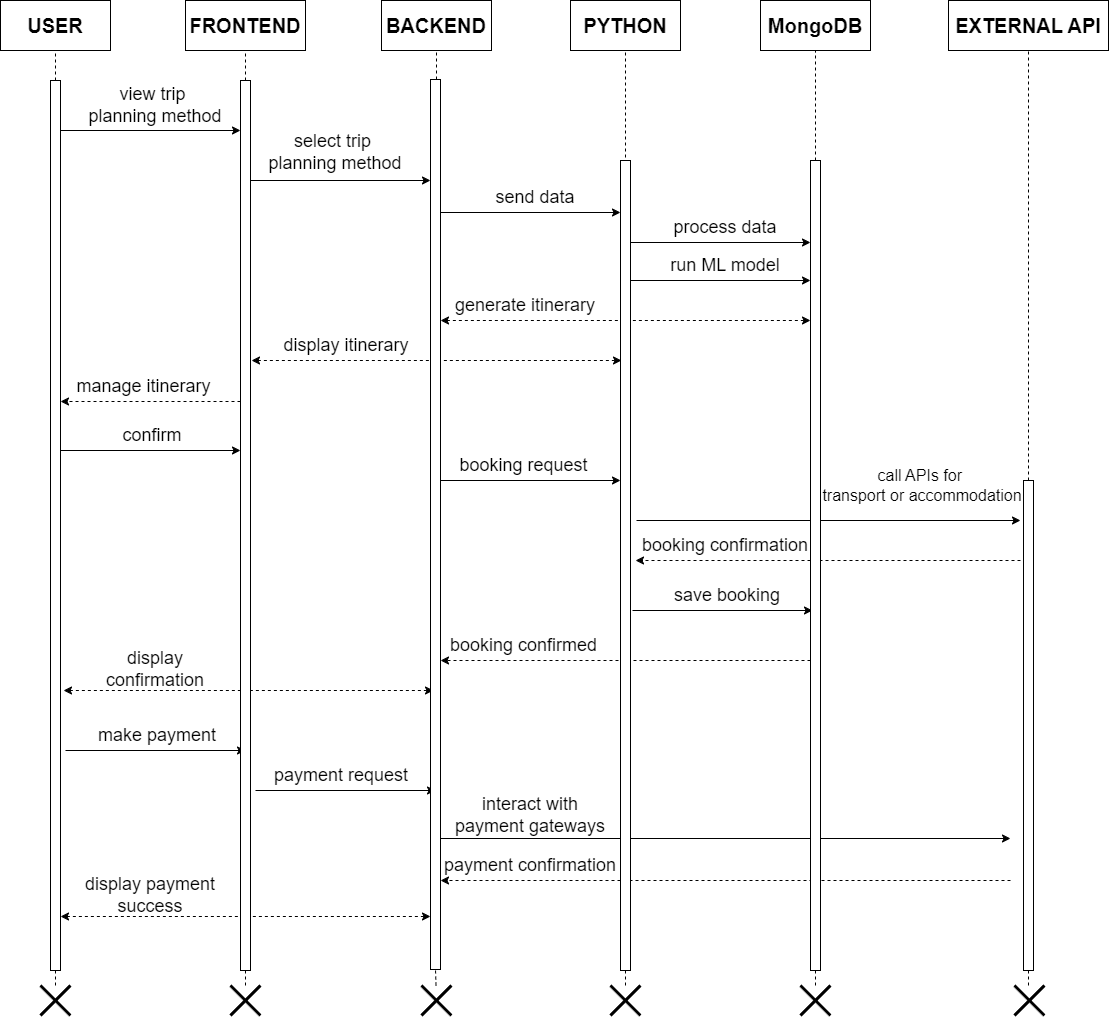 USER
FRONTEND
BACKEND
PYTHON
MongoDB
EXTERNAL API
view trip
planning method
select trip
planning method
send data
process data
run ML model
generate itinerary
display itinerary
manage itinerary
confirm
booking request
call APIs for
transport or accommodation
booking confirmation
save booking
booking confirmed
display
confirmation
make payment
payment request
interact with
payment gateways
payment confirmation
display payment
success